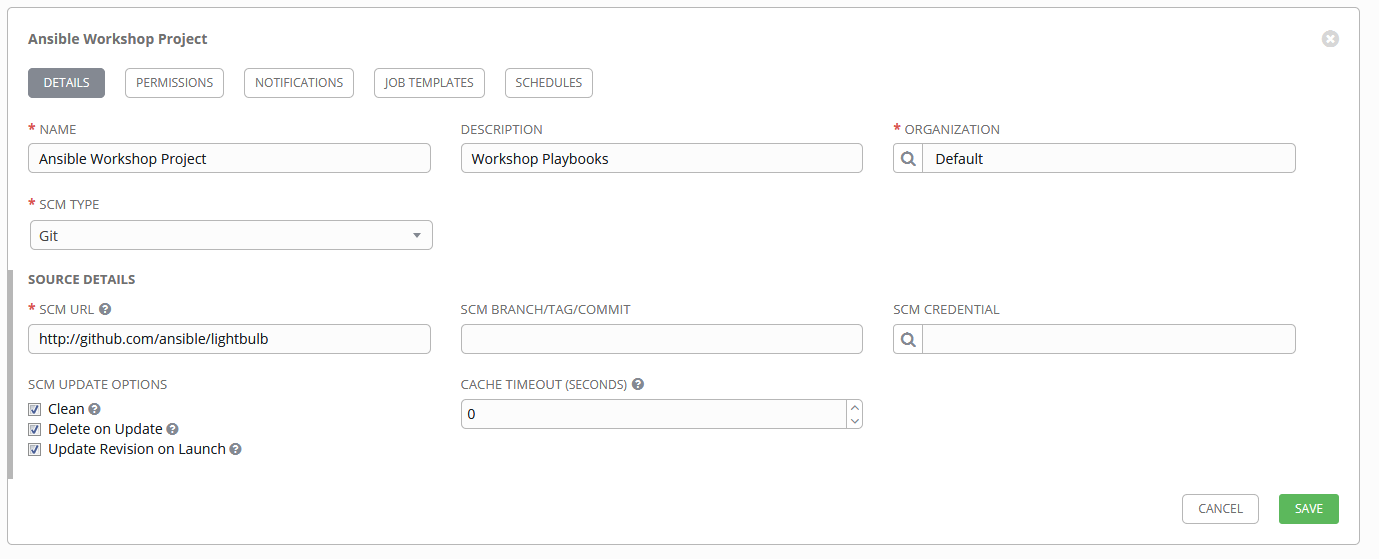 Ansible Workshop Project
DETAILS PERMISSIONS NOTIFICATIONS JOB TEMPLATES SCHEDULES
* NAME DESCRIPTION * ORGANIZATION
Ansible Workshop Project Workshop Playbooks Default
* SCM TYPE
Git
SOURCE DETAILS
* SCM URL ? SCM BRANCH/TAG/COMMIT SCM CREDENTIAL
http://github.com/ansible/lightbulb
SCM UPDATE OPTIONS CACHE TIMEOUT (SECONDS) ?
Clean ? 0
Delete on Update ?
Update Revision on Launch ?
CANCEL SAVE